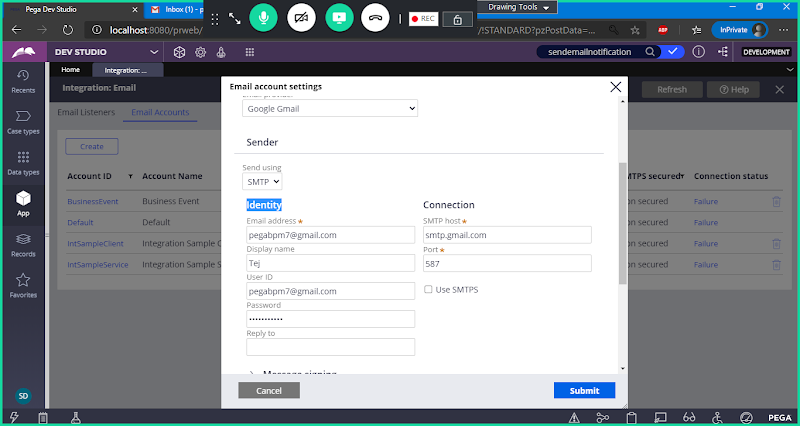 Pega Dev Studio
Inbox (1) - p
Drawing Tools
REC
localhost:8080/prweb/
/!STANDARD?pzPostData=...
ABP
InPrivate
DEV STUDIO
sendemailnotification
DEVELOPMENT
Home
Integration: ...
Recents
Case types
Data types
App
Records
Favorites
SD
Integration: Email
Refresh
Help
Email Listeners
Email Accounts
Create
Account ID
Account Name
MTPS secured
Connection status
BusinessEvent
Business Event
on secured
Failure
Default
Default
on secured
Failure
IntSampleClient
Integration Sample C
on secured
Failure
IntSampleService
Integration Sample S
on secured
Failure
Email account settings
Google Gmail
Sender
Send using
SMTP
Identity
Connection
Email address
SMTP host
pegabpm7@gmail.com
smtp.gmail.com
Display name
Port
Tej
587
User ID
pegabpm7@gmail.com
Use SMTPS
Password
Reply to
Message signing
Cancel
Submit
PEGA